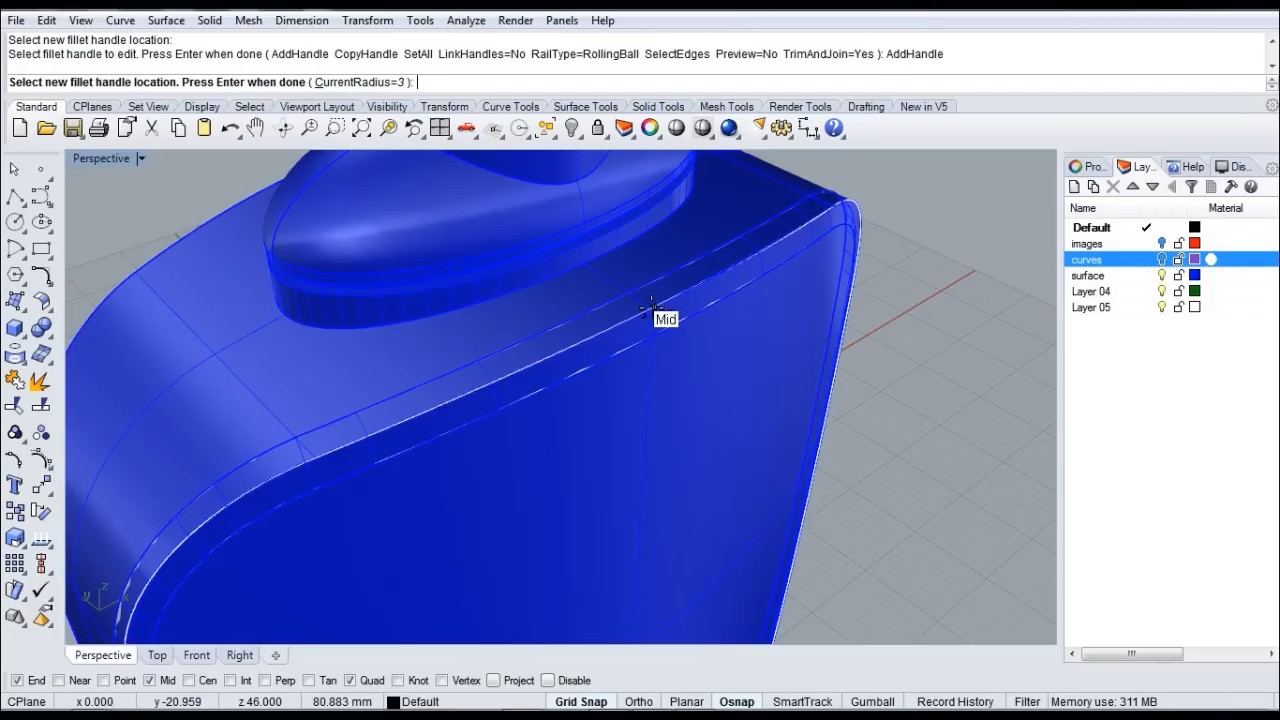 File Edit View Curve Surface Solid Mesh Dimension Transform Tools Analyze Render Panels Help
Select new fillet handle location:
Select fillet handle to edit. Press Enter when done ( AddHandle CopyHandle SetAll LinkHandles=No RailType=RollingBall SelectEdges Preview=No TrimAndJoin=Yes ): AddHandle
Select new fillet handle location. Press Enter when done ( CurrentRadius=3 ):
Standard CPlanes Set View Display Select Viewport Layout Visibility Transform Curve Tools Surface Tools Solid Tools Mesh Tools Render Tools Drafting New in V5
Perspective
Pro... Lay... Help Dis...
Name Material
Default
images
curves
surface
Layer 04
Layer 05
Mid
z
y
x
Perspective Top Front Right
End Near Point Mid Cen Int Perp Tan Quad Knot Vertex Project Disable
CPlane x 0.000 y -20.959 z 46.000 80.883 mm Default Grid Snap Ortho Planar Osnap SmartTrack Gumball Record History Filter Memory use: 311 MB